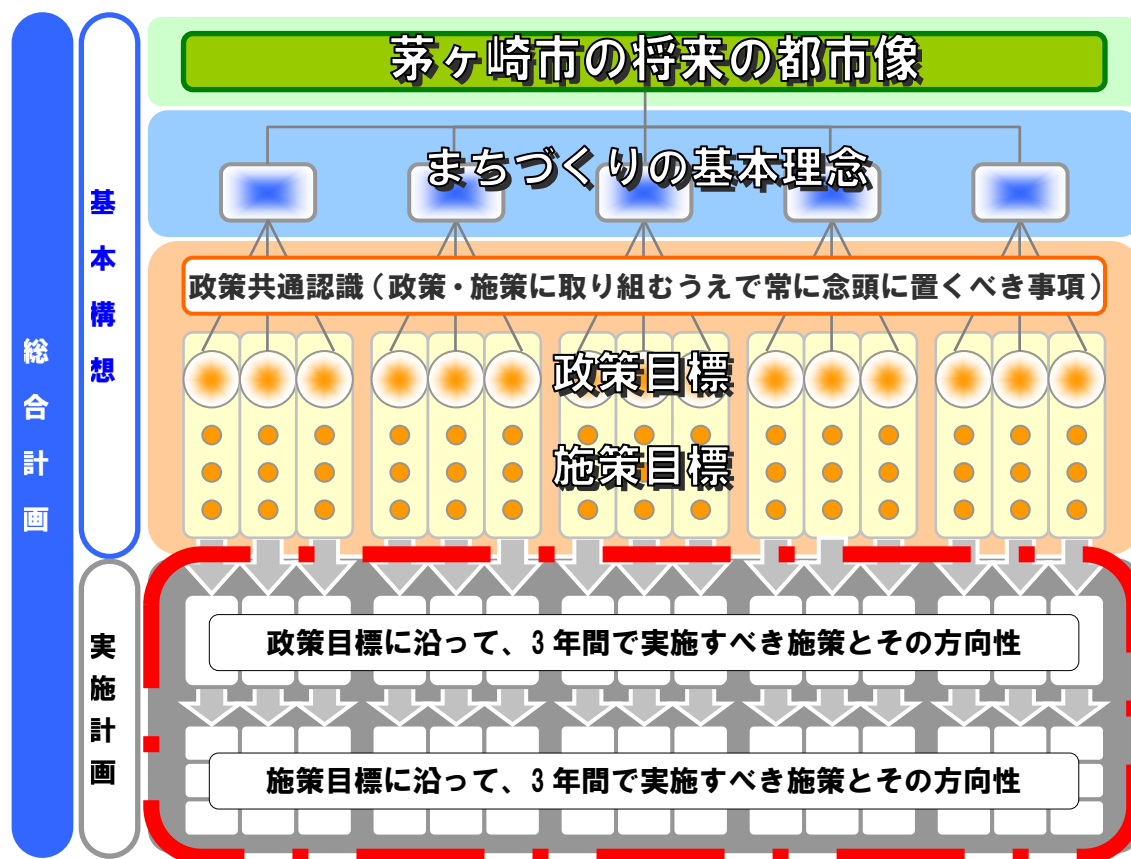 総合計画
基本構想
茅ヶ崎市の将来の都市像
まちづくりの基本理念
政策共通認識（政策・施策に取り組むうえで常に念頭に置くべき事項）
政策目標
施策目標
実施計画
政策目標に沿って、3年間で実施すべき施策とその方向性
施策目標に沿って、3年間で実施すべき施策とその方向性